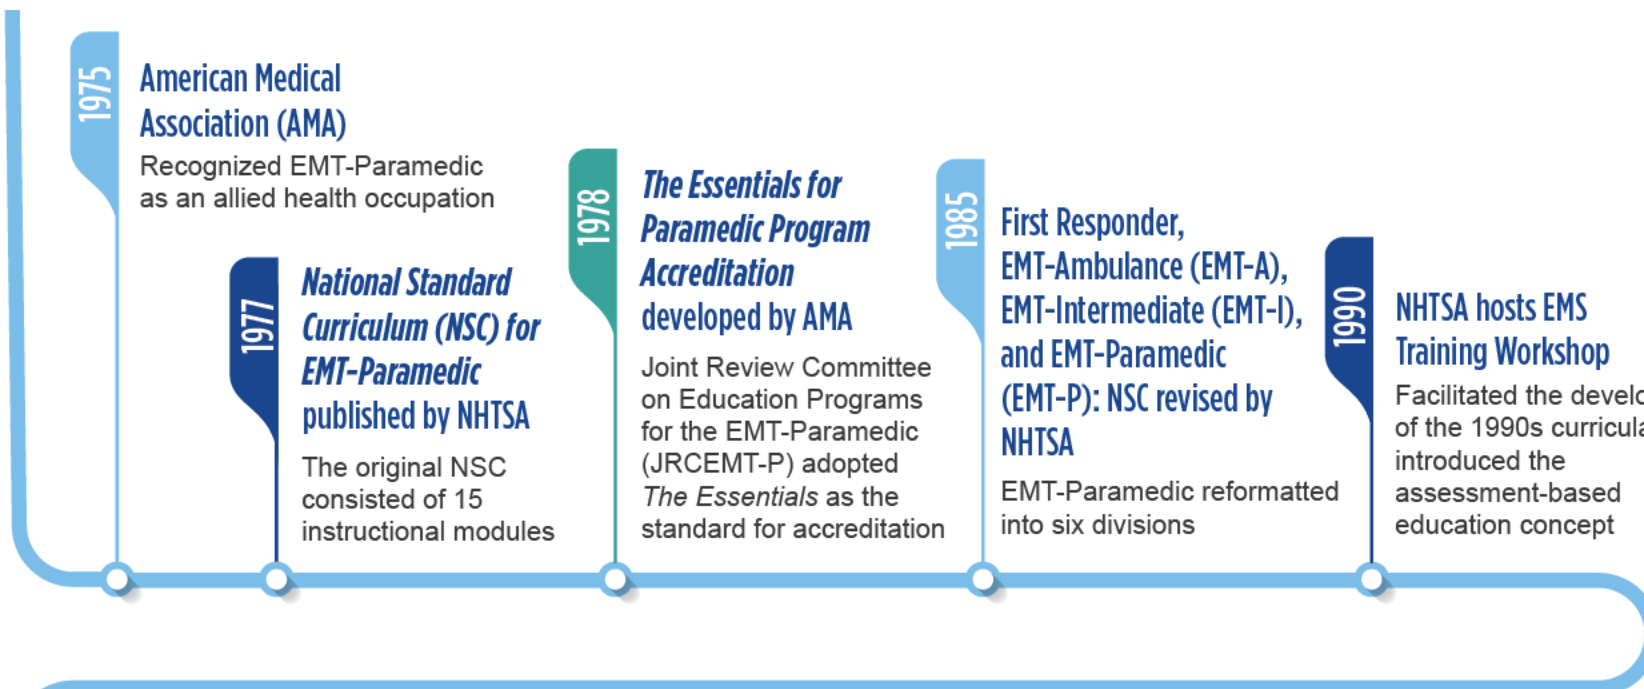 1975
American Medical
Association (AMA)
Recognized EMT-Paramedic
as an allied health occupation
1977
National Standard
Curriculum (NSC) for
EMT-Paramedic
published by NHTSA
The original NSC
consisted of 15
instructional modules
1978
The Essentials for
Paramedic Program
Accreditation
developed by AMA
Joint Review Committee
on Education Programs
for the EMT-Paramedic
(JRCEMT-P) adopted
The Essentials as the
standard for accreditation
1985
First Responder,
EMT-Ambulance (EMT-A),
EMT-Intermediate (EMT-I),
and EMT-Paramedic
(EMT-P): NSC revised by
NHTSA
EMT-Paramedic reformatted
into six divisions
1990
NHTSA hosts EMS
Training Workshop
Facilitated the
of the 1990s
introduced the
assessment-based
education concept